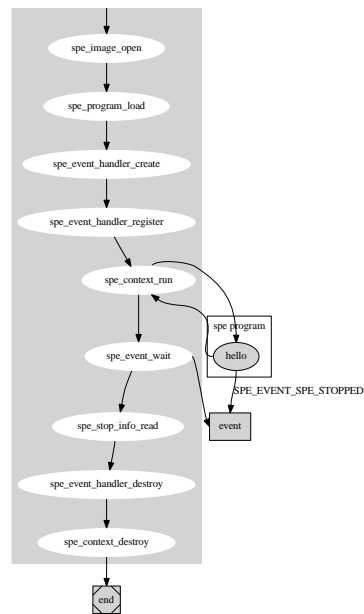 spe_image_open
spe_program_load
spe_event_handler_create
spe_event_handler_register
spe_context_run
spe program
hello
spe_event_wait
SPE_EVENT_SPE_STOPPED
event
spe_stop_info_read
spe_event_handler_destroy
spe_context_destroy
end